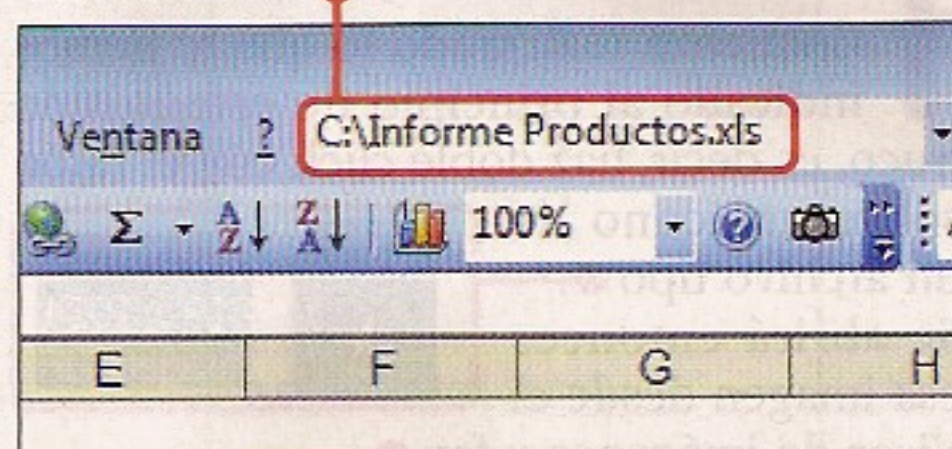 Ventana ? C:\Informe Productos.xls
Σ A Z Z A 100% ?
E F G H